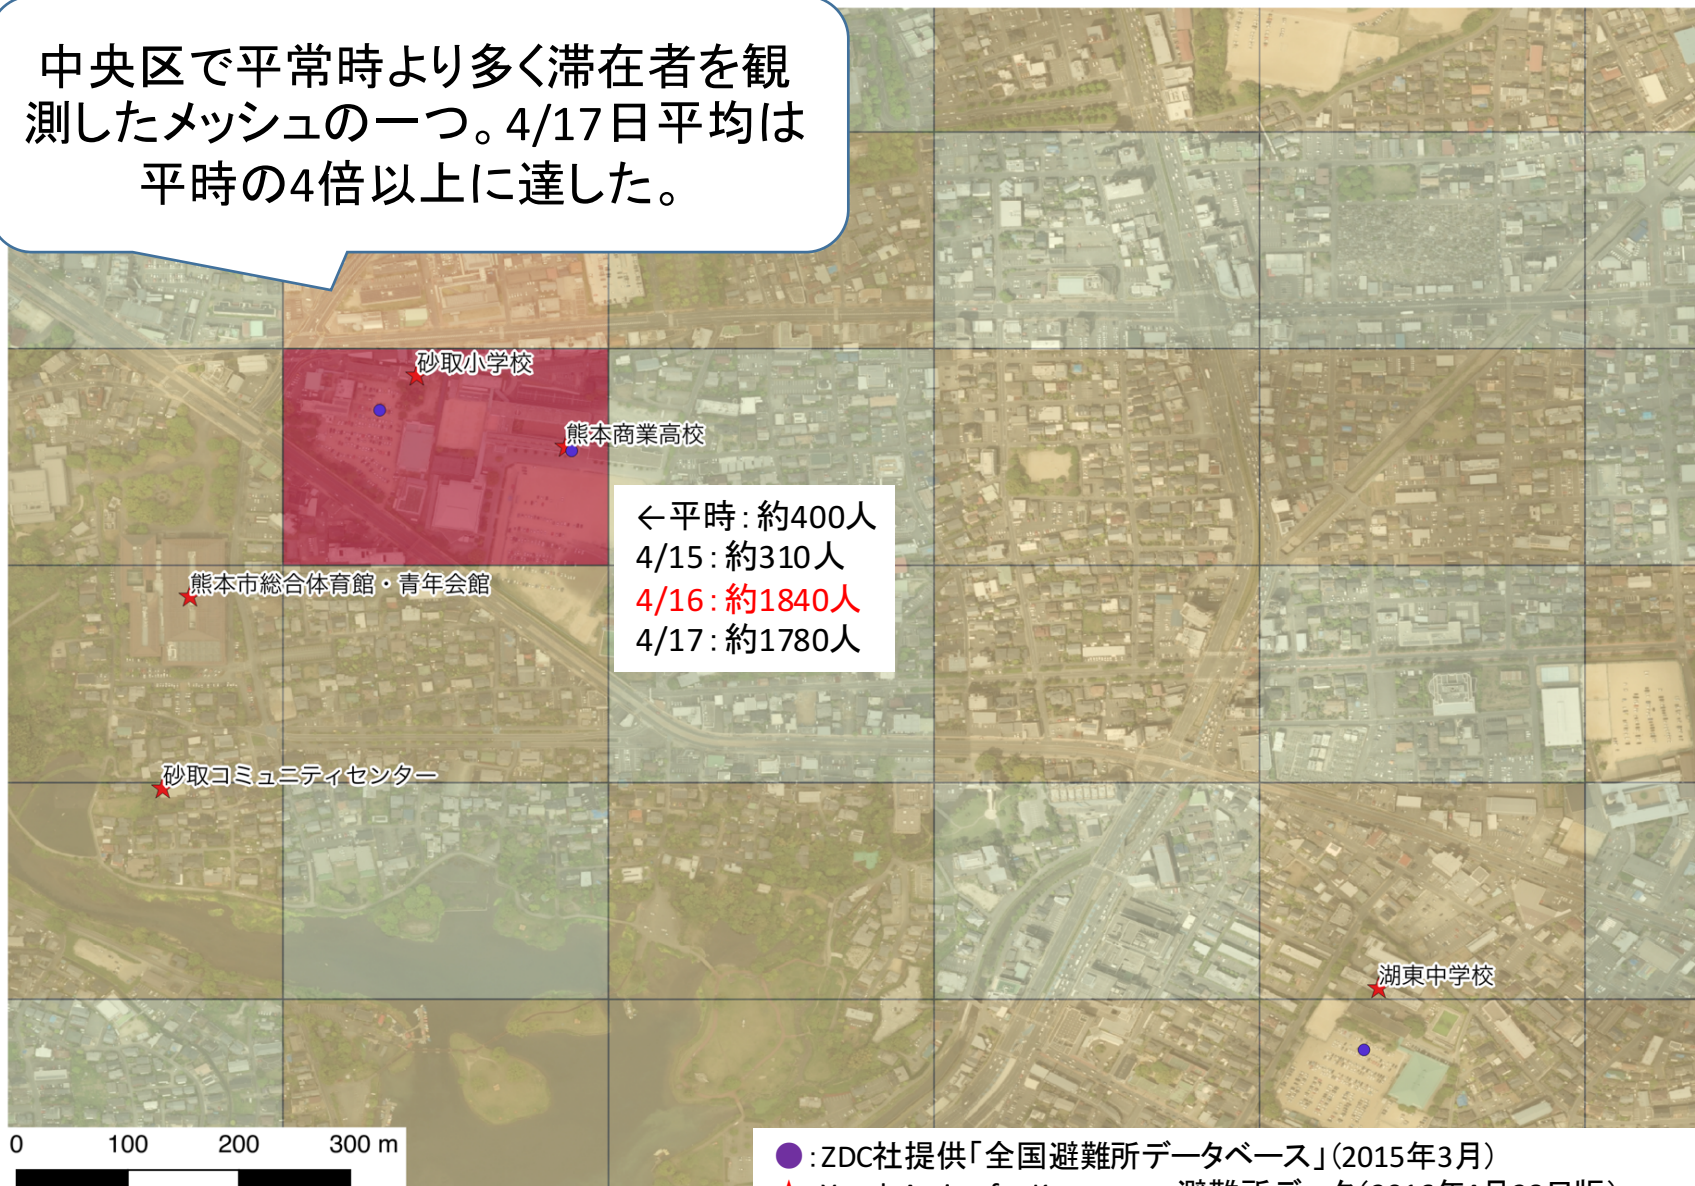 中央区で平常時より多く滞在者を観
測したメッシュの一つ。4/17日平均は
平時の4倍以上に達した。
砂取小学校
熊本商業高校
←平時：約400人
4/15：約310人
4/16：約1840人
4/17：約1780人
熊本市総合体育館・青年会館
砂取コミュニティセンター
湖東中学校
0 100 200 300 m
●：ZDC社提供「全国避難所データベース」（2015年3月）